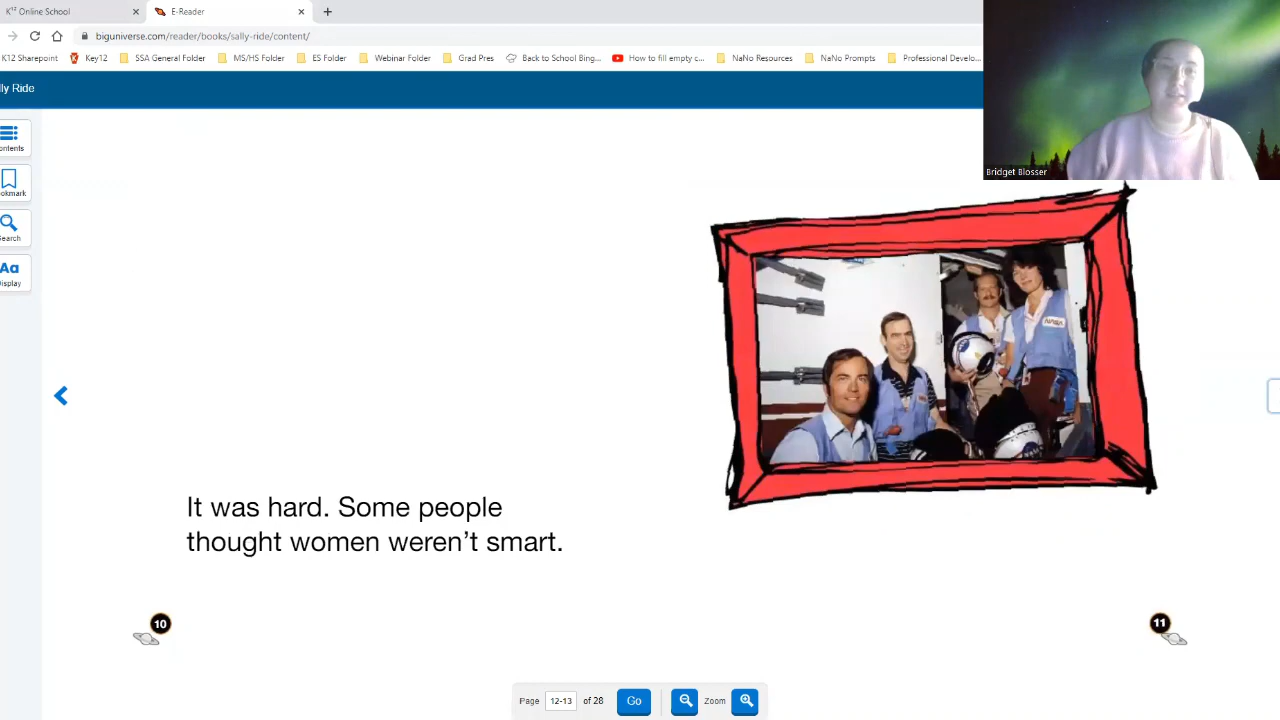 K¹² Online School
E-Reader
biguniverse.com/reader/books/sally-ride/content/
K12 Sharepoint Key12 SSA General Folder MS/HS Folder ES Folder Webinar Folder Grad Pres Back to School Bing... How to fill empty c... NaNo Resources NaNo Prompts Professional Develo...
lly Ride
ontents
okmark
Search
Aa
Display
Bridget Blosser
NASA
It was hard. Some people
thought women weren’t smart.
10
11
Page 12-13 of 28 Go Zoom